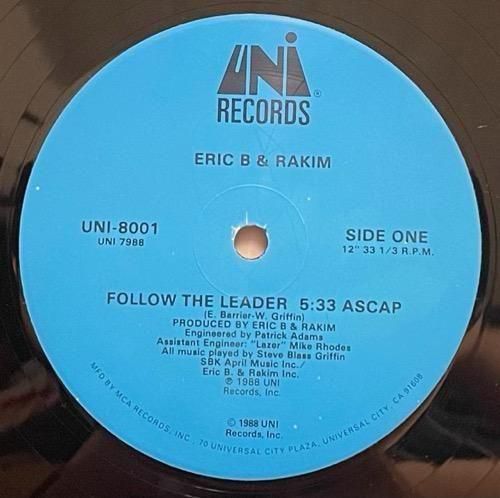 UNI
®
RECORDS
ERIC B & RAKIM
UNI-8001
UNI 7988
SIDE ONE
12" 33 1/3 R.P.M.
FOLLOW THE LEADER 5:33 ASCAP
(E. Barrier-W. Griffin)
PRODUCED BY ERIC B & RAKIM
Engineered by Patrick Adams
Assistant Engineer: "Lazer" Mike Rhodes
All music played by Steve Blass Griffin
SBK April Music Inc./
Eric B. & Rakim Inc.
℗ 1988 UNI
Records, Inc.
© 1988 UNI
Records, Inc.
MFD BY MCA RECORDS, INC., 70 UNIVERSAL CITY PLAZA, UNIVERSAL CITY, CA 91608